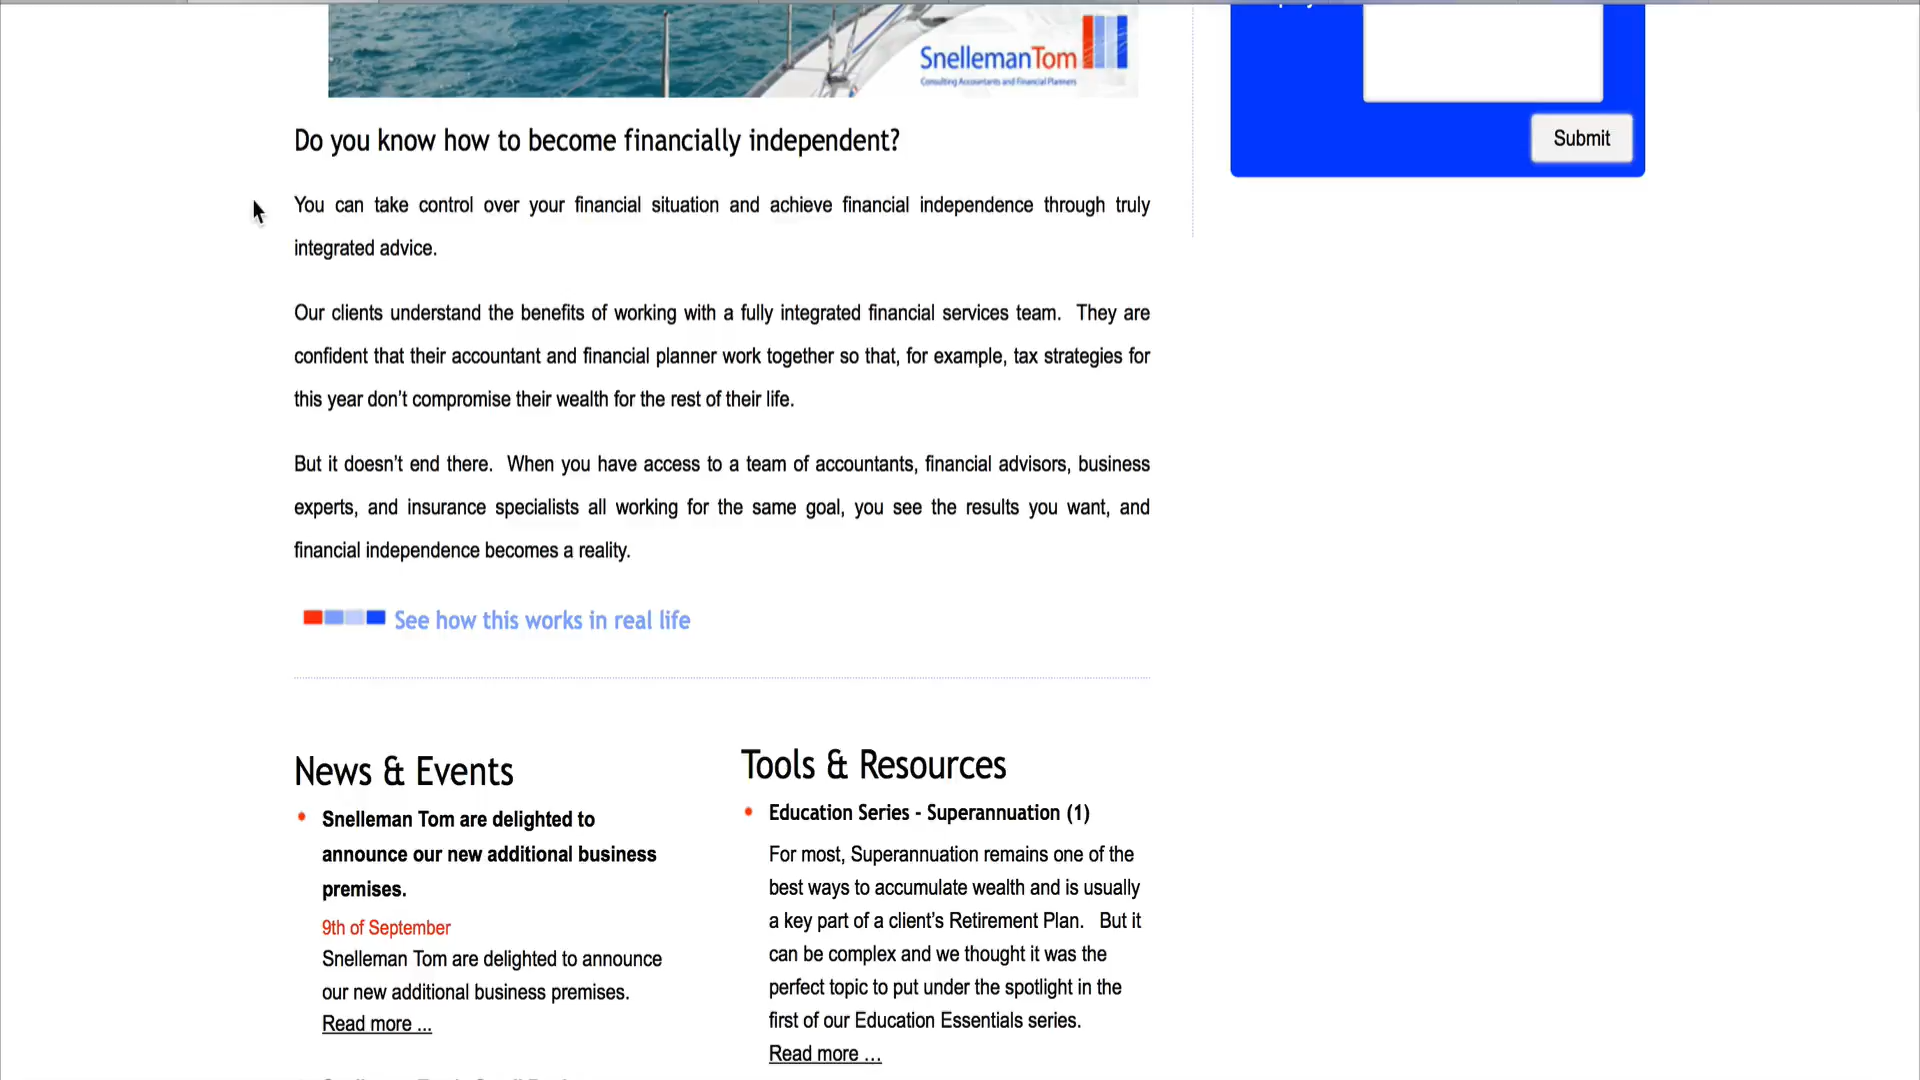 SnellemanTom
Consulting Accountants and Financial Planners
Submit
Do you know how to become financially independent?
You can take control over your financial situation and achieve financial independence through truly
integrated advice.
Our clients understand the benefits of working with a fully integrated financial services team. They are
confident that their accountant and financial planner work together so that, for example, tax strategies for
this year don’t compromise their wealth for the rest of their life.
But it doesn’t end there. When you have access to a team of accountants, financial advisors, business
experts, and insurance specialists all working for the same goal, you see the results you want, and
financial independence becomes a reality.
See how this works in real life
News & Events
• Snelleman Tom are delighted to
announce our new additional business
premises.
9th of September
Snelleman Tom are delighted to announce
our new additional business premises.
Read more ...
Tools & Resources
• Education Series - Superannuation (1)
For most, Superannuation remains one of the
best ways to accumulate wealth and is usually
a key part of a client’s Retirement Plan. But it
can be complex and we thought it was the
perfect topic to put under the spotlight in the
first of our Education Essentials series.
Read more …